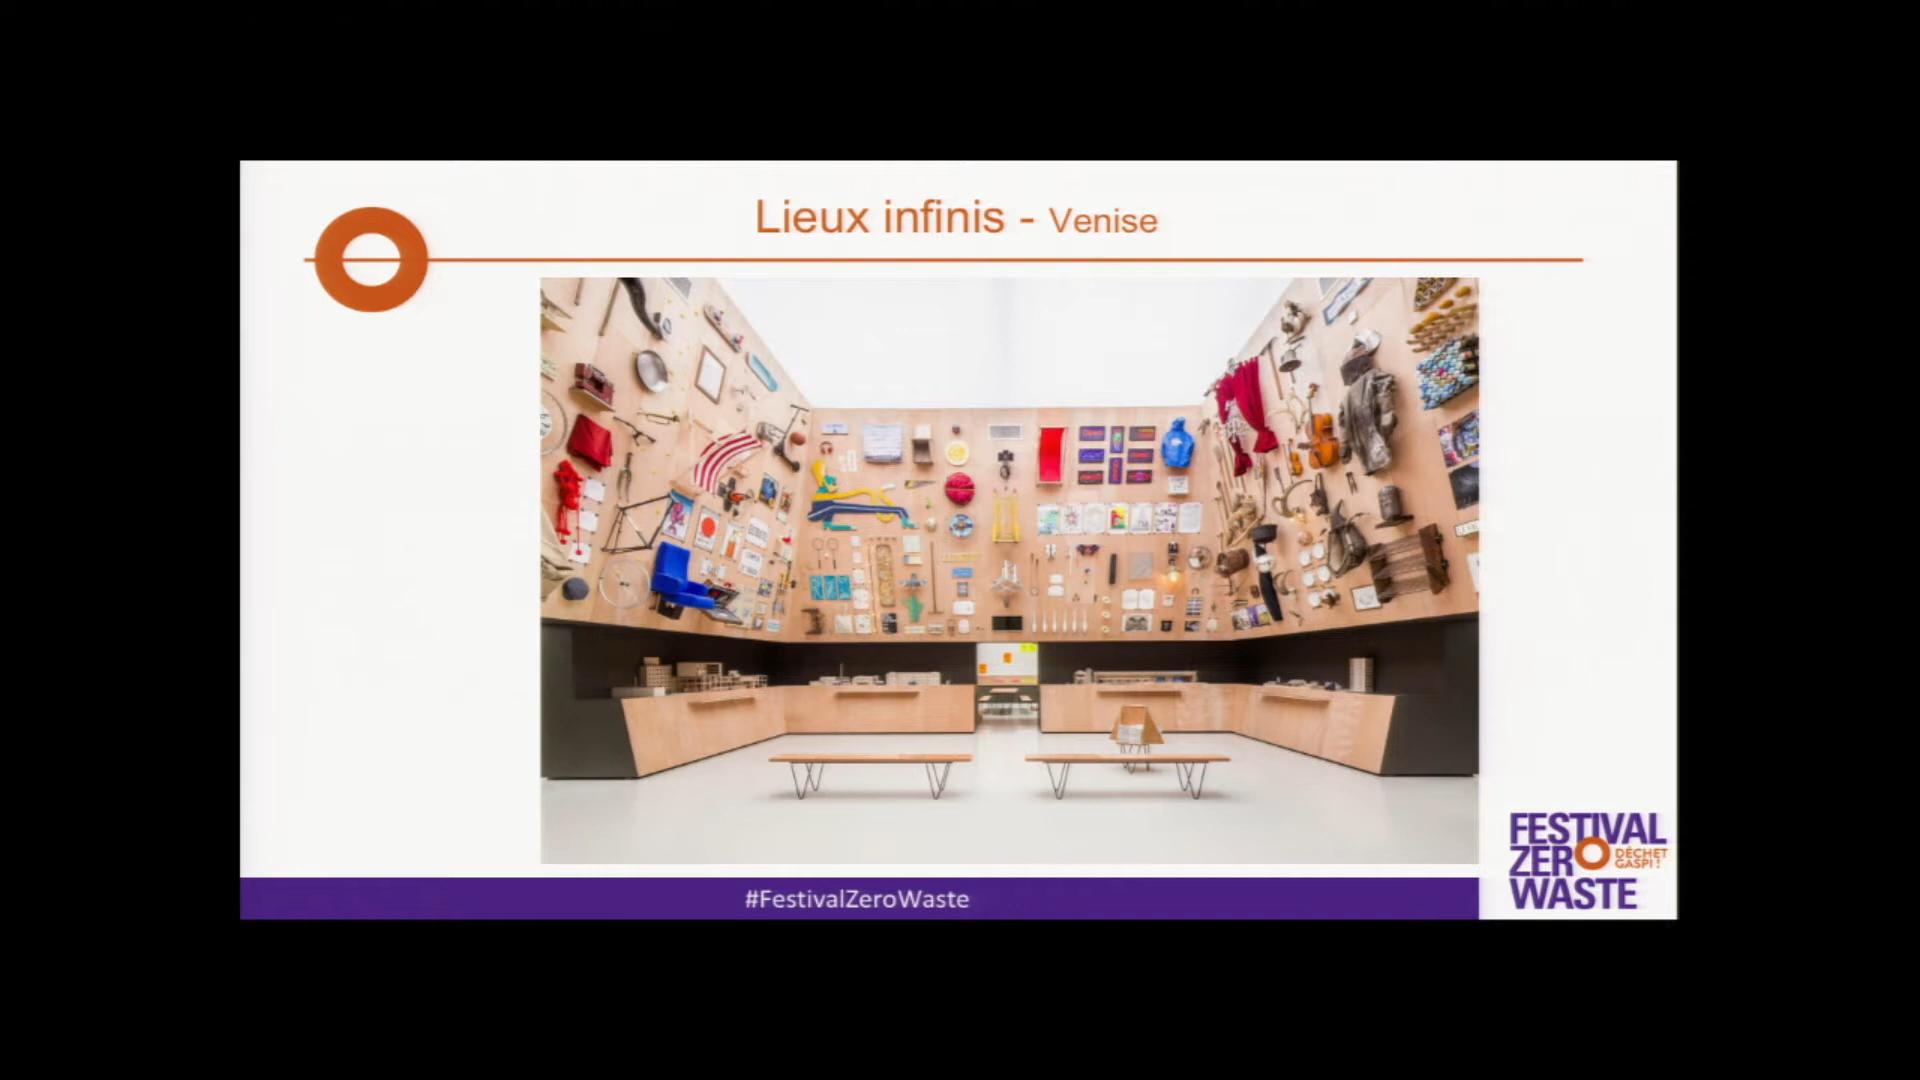 Lieux infinis - Venise
#FestivalZeroWaste
FESTIVAL
ZERO DÉCHET
GASPI !
WASTE